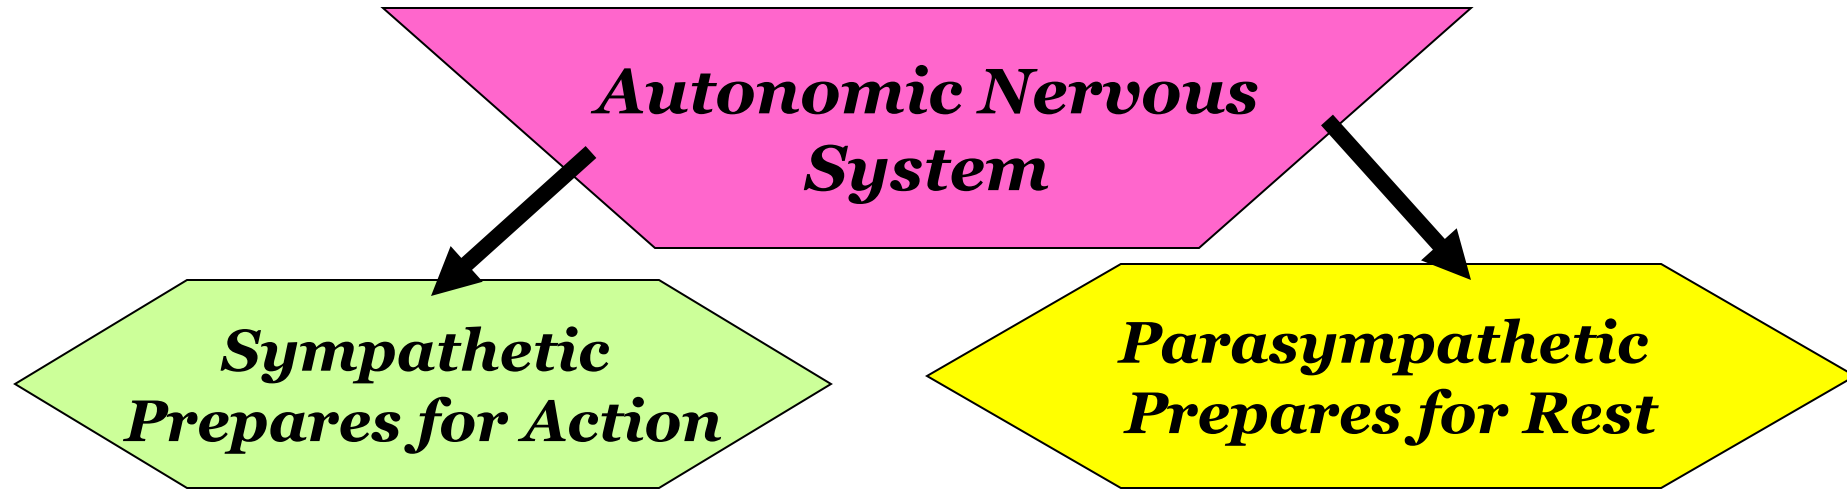 Autonomic Nervous
System
Sympathetic
Prepares for Action
Parasympathetic
Prepares for Rest